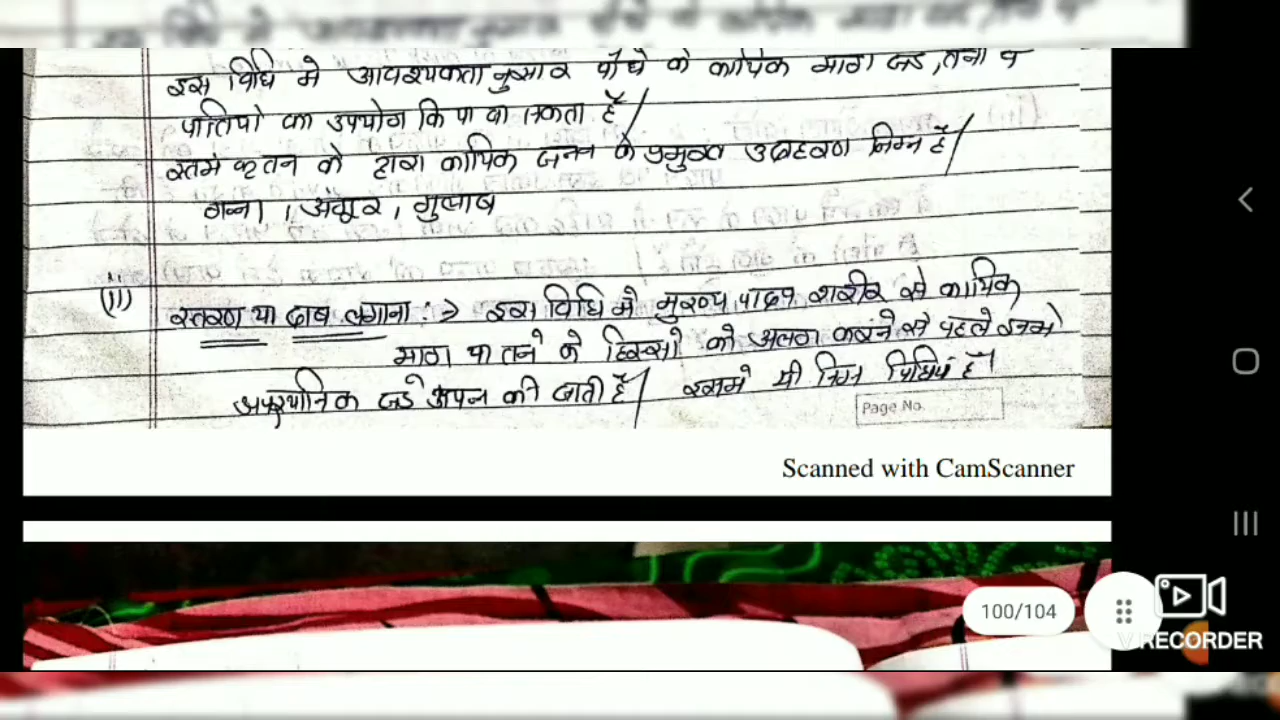 इस विधि मे आवश्यकतानुसार पौधे के कायिक भाग जड, तना व
पातियो का उपयोग किया जा सकता है /
स्तम कृतन के द्वारा कायिक जनन के प्रमुख उदाहरण निम्न है /
गन्ना, अंगूर, गुलाब
(ii)
स्तरण या दाब लगाना :-> इस विधि मे मुख्य पादप शरीर से कायिक
भाग या तने के हिस्सो को अलग करने से पहले उनमे
अपस्थानिक जडे उत्पन की जाती है / इसमे भी निम्न विधियां है।
Page No.
Scanned with CamScanner
100/104
V RECORDER